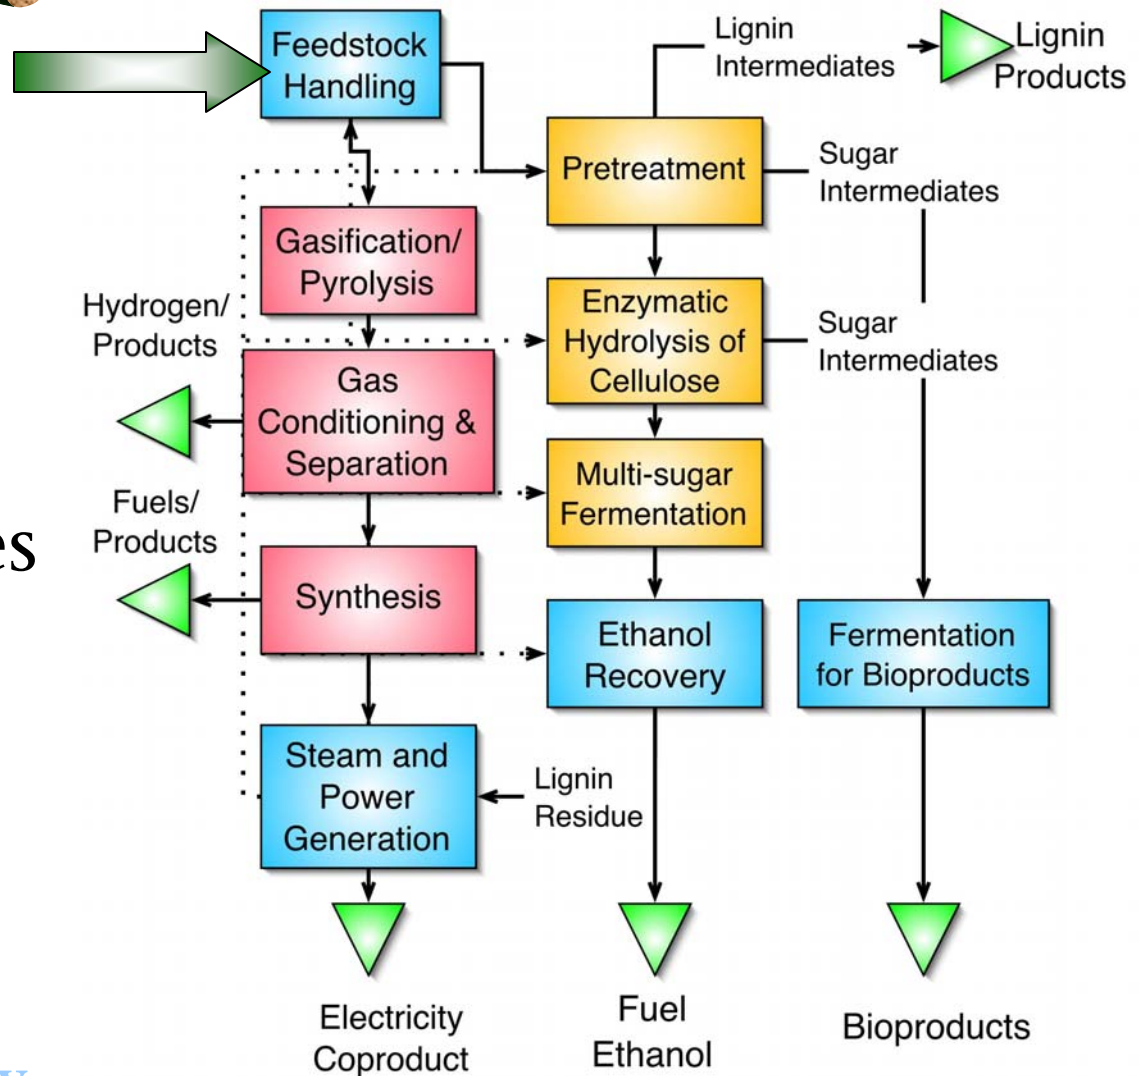 Feedstock
Handling
Lignin
Intermediates
Lignin
Products
Pretreatment
Sugar
Intermediates
Gasification/
Pyrolysis
Hydrogen/
Products
Enzymatic
Hydrolysis of
Cellulose
Sugar
Intermediates
Gas
Conditioning &
Separation
Multi-sugar
Fermentation
Fuels/
Products
es
Synthesis
Ethanol
Recovery
Fermentation
for Bioproducts
Steam and
Power
Generation
Lignin
Residue
Electricity
Coproduct
Fuel
Ethanol
Bioproducts